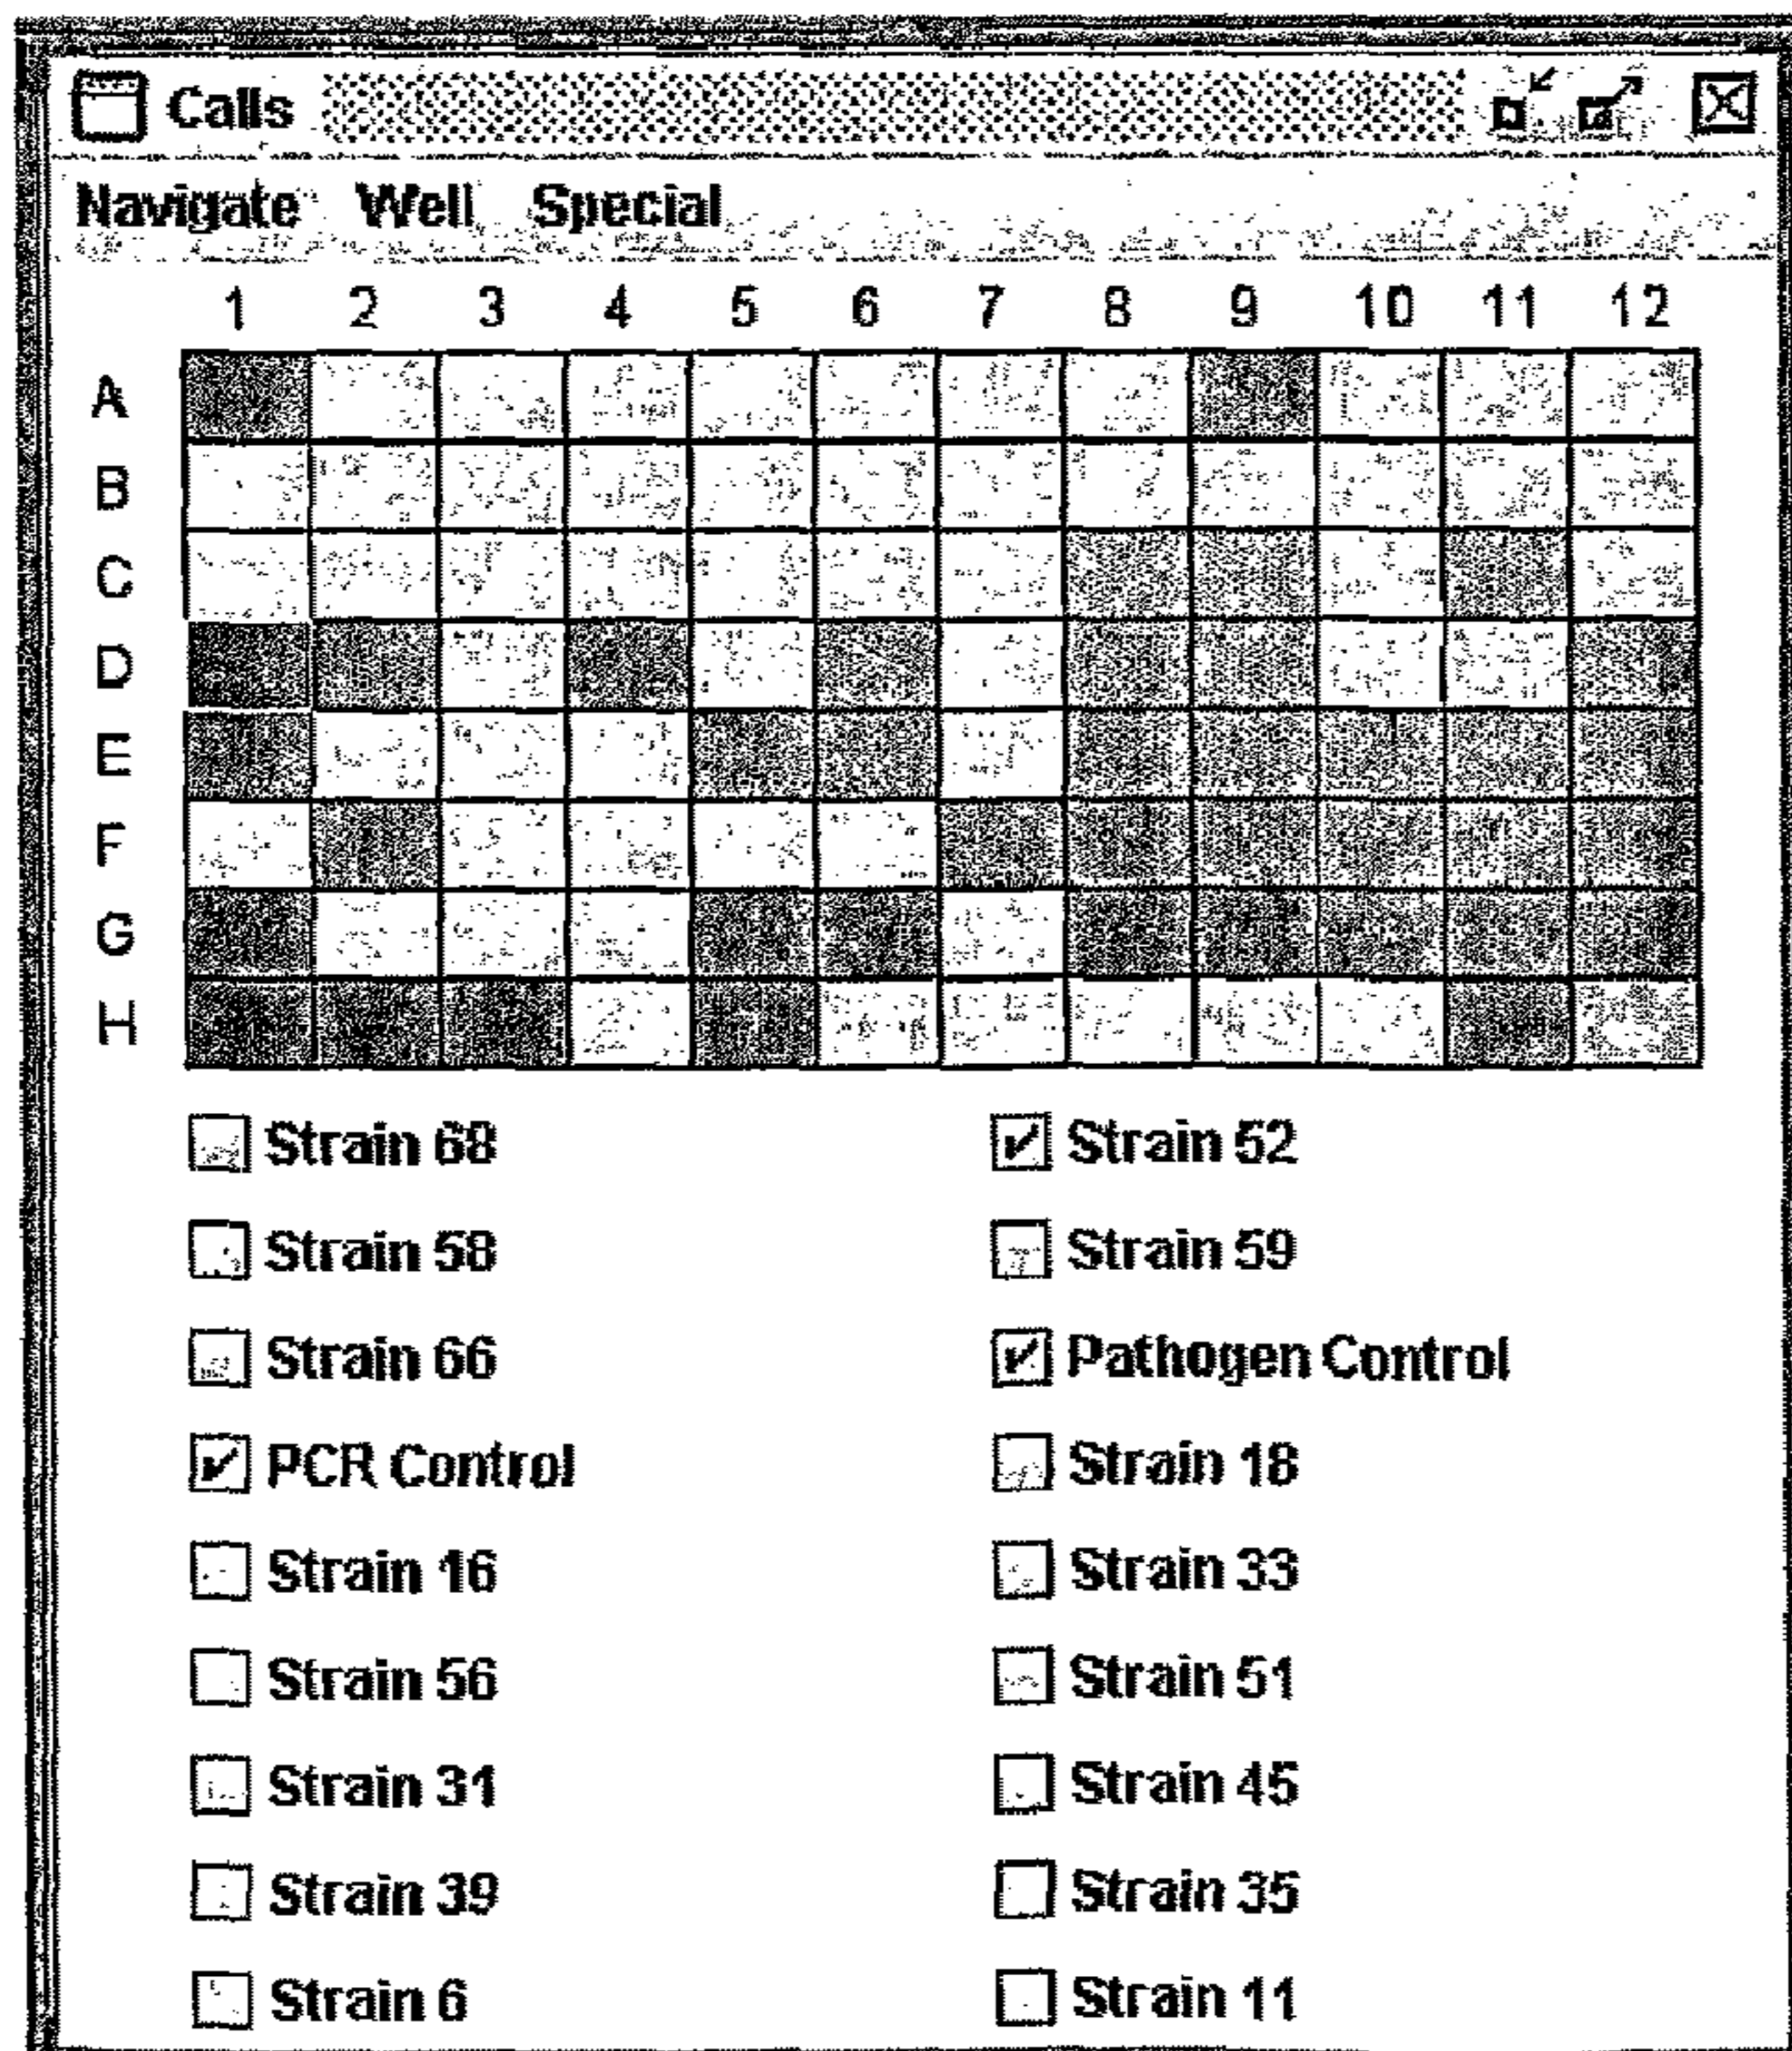 Calls
Navigate Well Special
1 2 3 4 5 6 7 8 9 10 11 12
A
B
C
D
E
F
G
H
Strain 68 Strain 52
Strain 58 Strain 59
Strain 66 Pathogen Control
PCR Control Strain 18
Strain 16 Strain 33
Strain 56 Strain 51
Strain 31 Strain 45
Strain 39 Strain 35
Strain 6 Strain 11